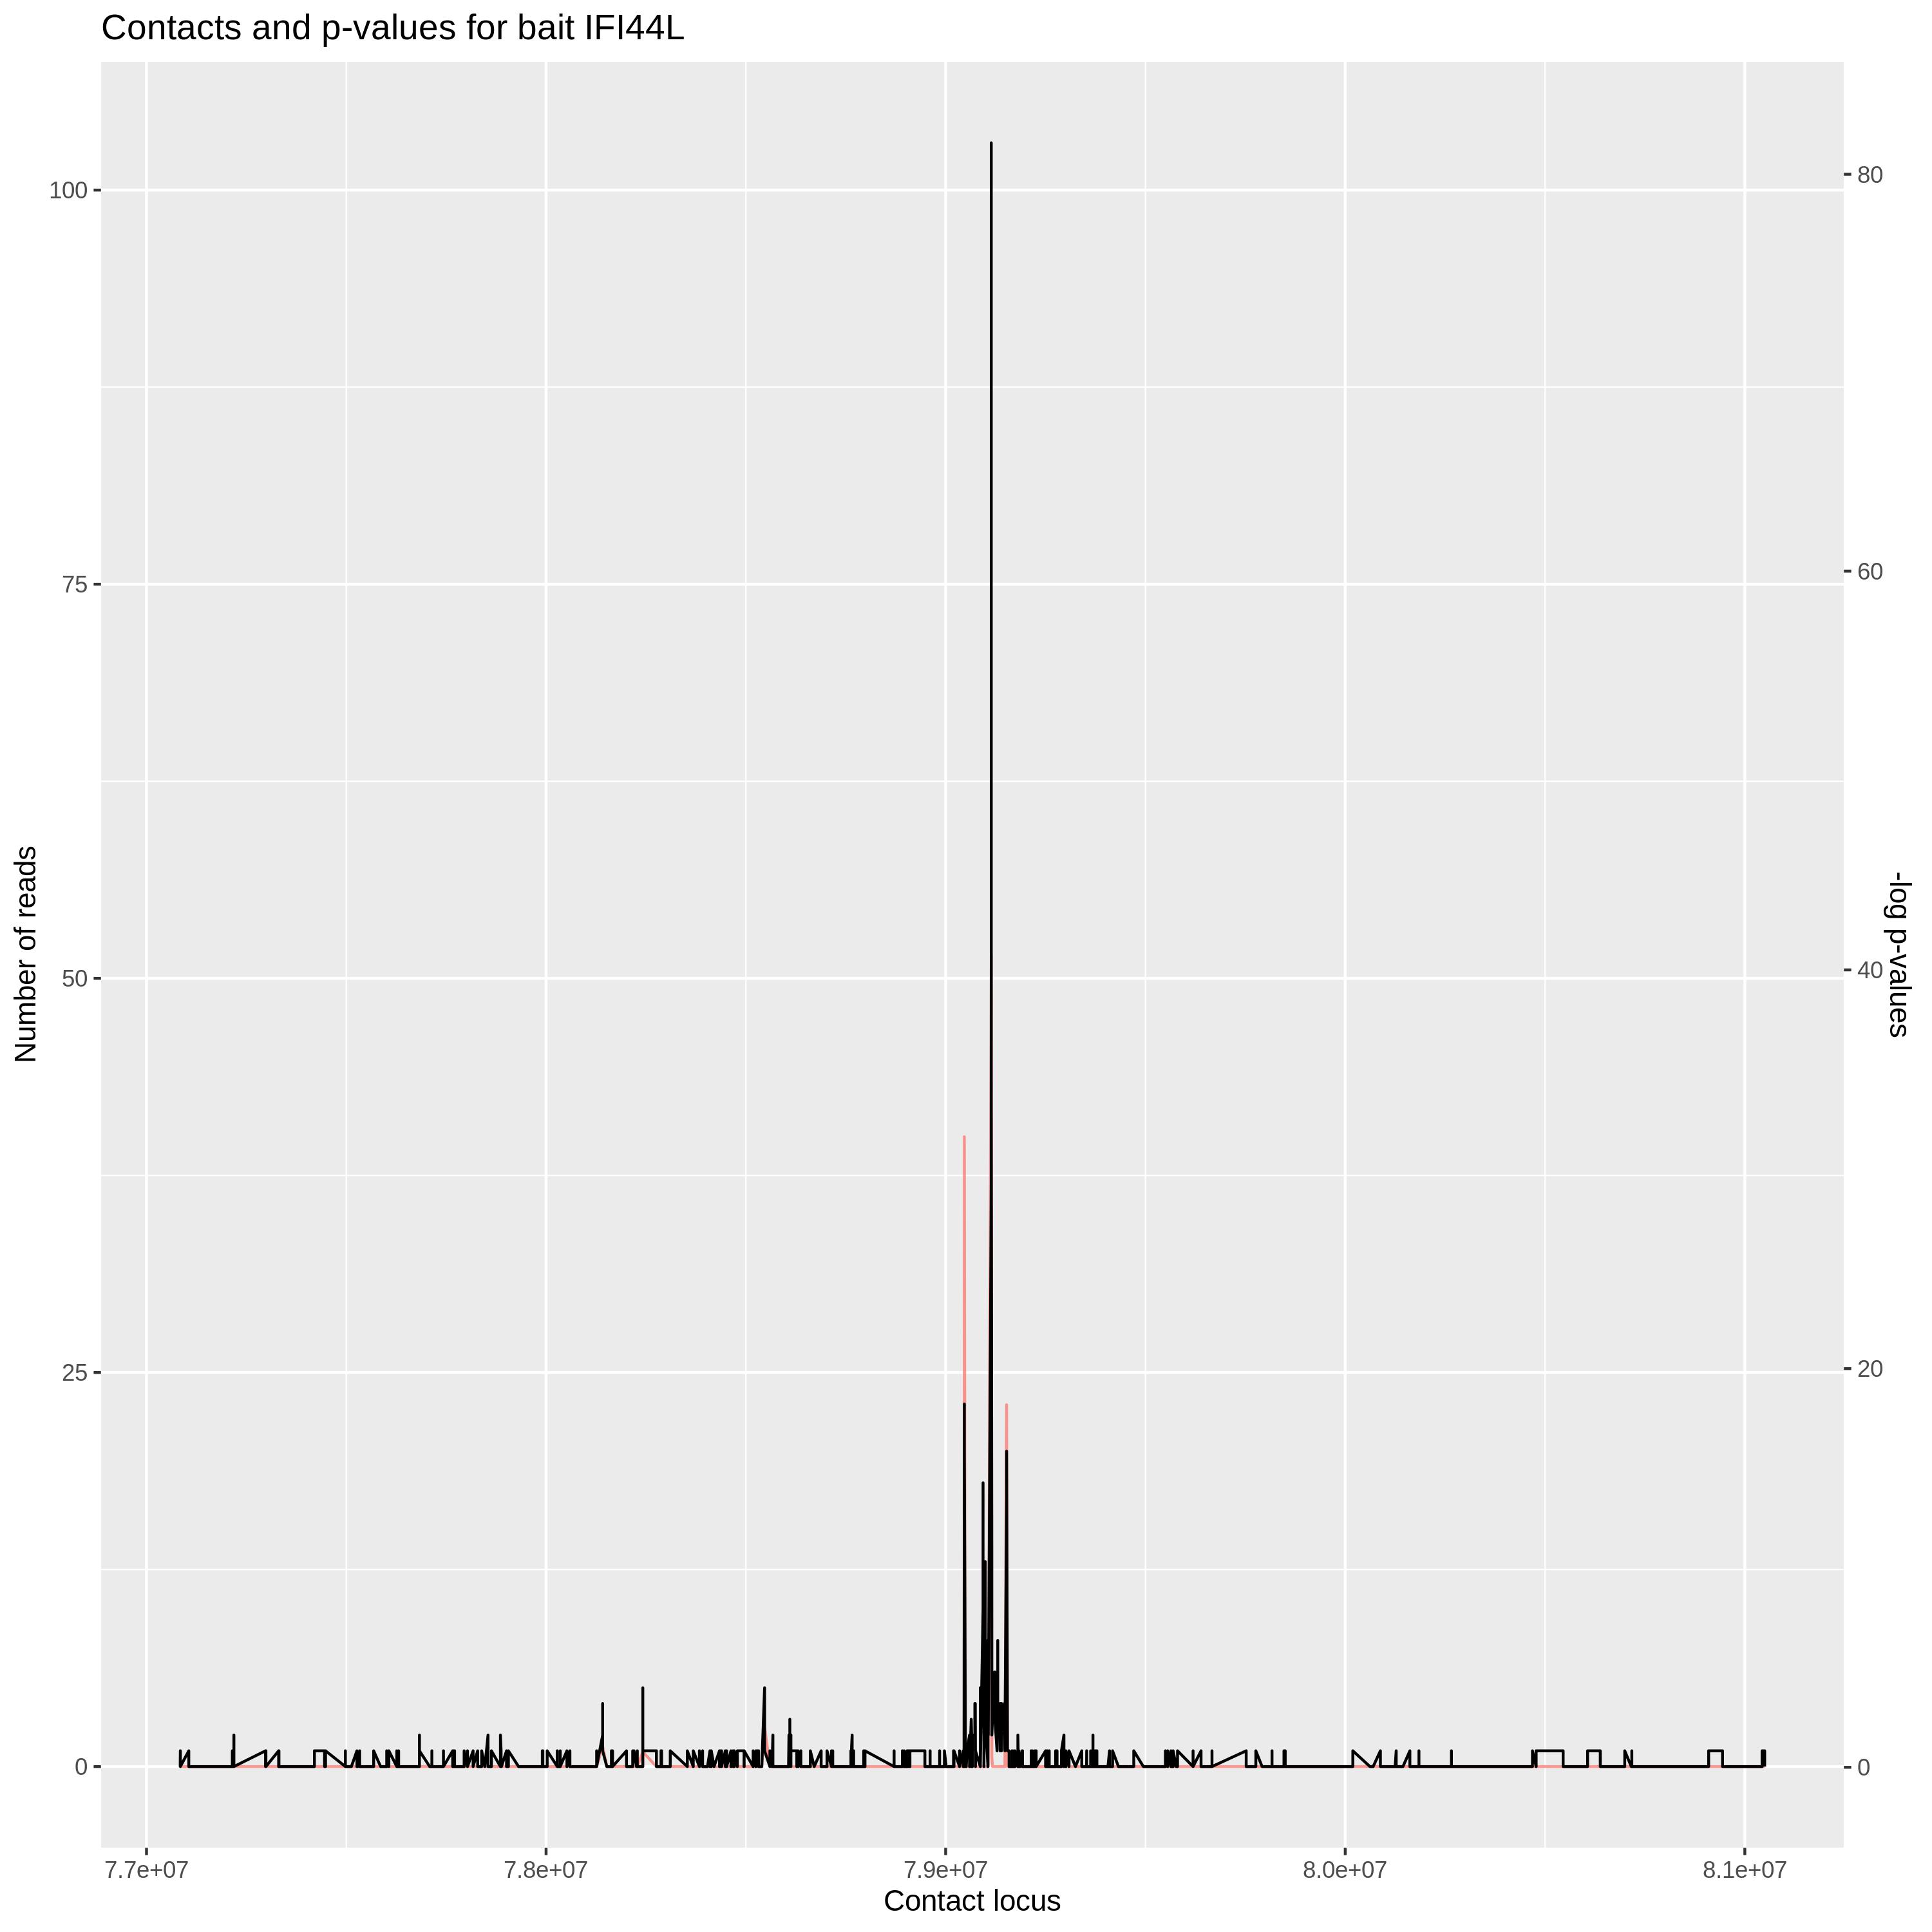 Contacts and p-values for bait IFI44L
100
75
50
25
0
Number of reads
80
60
40
20
0
-log p-values
7.7e+07
7.8e+07
7.9e+07
8.0e+07
8.1e+07
Contact locus